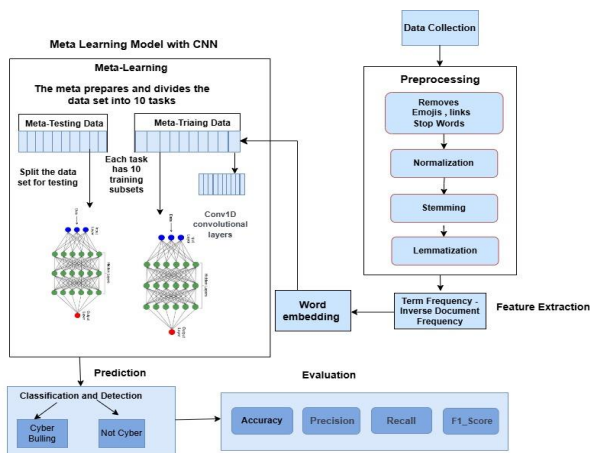 Data Collection
Meta Learning Model with CNN
Meta-Learning
The meta prepares and divides the
data set into 10 tasks
Meta-Testing Data
Meta-Triaing Data
Split the data
set for testing
Each task
has 10
training
subsets
Conv1D
convolutional
layers
Preprocessing
Removes
Emojis , links
Stop Words
Normalization
Stemming
Lemmatization
Term Frequency -
Inverse Document
Frequency
Feature Extraction
Word
embedding
Prediction
Classification and Detection
Cyber
Bulling
Not Cyber
Evaluation
Accuracy
Precision
Recall
F1_Score